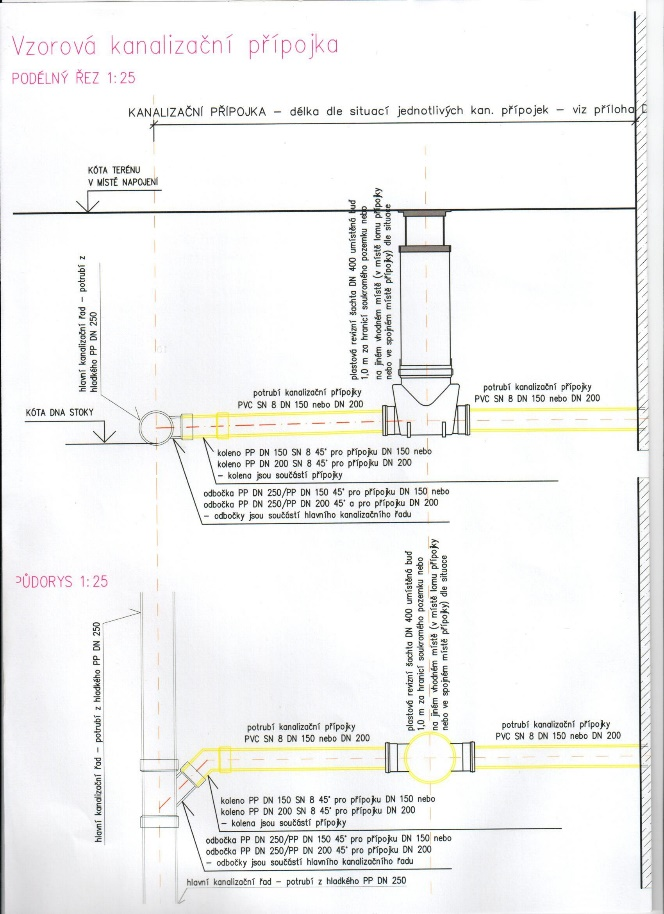 Vzorová kanalizační přípojka
PODÉLNÝ ŘEZ 1:25
KANALIZAČNÍ PŘÍPOJKA – délka dle situací jednotlivých kan. přípojek – viz příloha
KÓTA TERÉNU
V MÍSTĚ NAPOJENÍ
hlavní kanalizační řad – potrubí z
hladkého PP DN 250
plastová revizní šachta DN 400 umístěná buď
1,0 m za hranicí soukromého pozemku nebo
na jiném vhodném místě (v místě lomu přípojky
nebo ve spojném místě přípojky) dle situace
potrubí kanalizační přípojky
PVC SN 8 DN 150 nebo DN 200
potrubí kanalizační přípojky
PVC SN 8 DN 150 nebo DN 200
KÓTA DNA STOKY
koleno PP DN 150 SN 8 45° pro přípojku DN 150 nebo
koleno PP DN 200 SN 8 45° pro přípojku DN 200
– kolena jsou součástí přípojky
odbočka PP DN 250/PP DN 150 45° pro přípojku DN 150 nebo
odbočka PP DN 250/PP DN 200 45° a pro přípojku DN 200
– odbočky jsou součástí hlavního kanalizačního řadu
PŮDORYS 1:25
hlavní kanalizační řad – potrubí z hladkého PP DN 250
plastová revizní šachta DN 400 umístěná buď
1,0 m za hranicí soukromého pozemku nebo
na jiném vhodném místě (v místě lomu přípojky
nebo ve spojném místě přípojky) dle situace
potrubí kanalizační přípojky
PVC SN 8 DN 150 nebo DN 200
potrubí kanalizační přípojky
PVC SN 8 DN 150 nebo DN 200
koleno PP DN 150 SN 8 45° pro přípojku DN 150 nebo
koleno PP DN 200 SN 8 45° pro přípojku DN 200
– kolena jsou součástí přípojky
odbočka PP DN 250/PP DN 150 45° pro přípojku DN 150 nebo
odbočka PP DN 250/PP DN 200 45° pro přípojku DN 200
– odbočky jsou součástí hlavního kanalizačního řadu
hlavní kanalizační řad – potrubí z hladkého PP DN 250